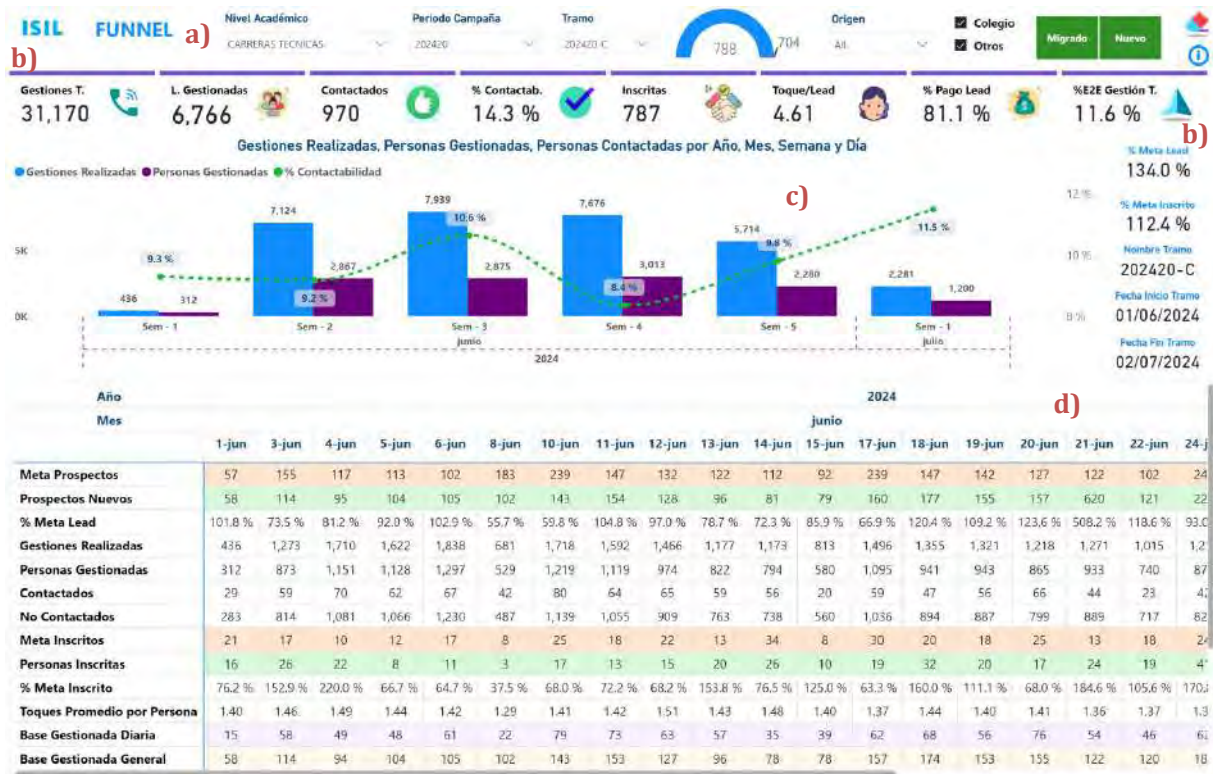 ISIL FUNNEL a) Nivel Académico Periodo Campaña Tramo Origen
CARRERAS TECNICAS 202420 202420-C 788 /704 All Colegio Otros Migrado Nuevo
b)
Gestiones T. L. Gestionadas Contactados % Contactab. Inscritas Toque/Lead % Pago Lead %E2E Gestión T.
31,170 6,766 970 14.3 % 787 4.61 81.1 % 11.6 %
b)
Gestiones Realizadas, Personas Gestionadas, Personas Contactadas por Año, Mes, Semana y Día
Gestiones Realizadas Personas Gestionadas % Contactabilidad
c)
5K
0K
12 %
10 %
8 %
436 312 9.3 %
7,124 2,867 9.2 %
7,939 2,875 10.6 %
7,676 3,013 8.4 %
5,714 2,280 9.8 %
2,281 1,200 11.5 %
Sem - 1 Sem - 2 Sem - 3 Sem - 4 Sem - 5 Sem - 1
junio julio
2024
% Meta Lead
134.0 %
% Meta Inscrito
112.4 %
Nombre Tramo
202420-C
Fecha Inicio Tramo
01/06/2024
Fecha Fin Tramo
02/07/2024
Año 2024
d)
Mes junio
1-jun 3-jun 4-jun 5-jun 6-jun 8-jun 10-jun 11-jun 12-jun 13-jun 14-jun 15-jun 17-jun 18-jun 19-jun 20-jun 21-jun 22-jun 24-j
Meta Prospectos 57 155 117 113 102 183 239 147 132 122 112 92 239 147 142 127 122 102 24
Prospectos Nuevos 58 114 95 104 105 102 143 154 128 96 81 79 160 177 155 157 620 121 22
% Meta Lead 101.8 % 73.5 % 81.2 % 92.0 % 102.9 % 55.7 % 59.8 % 104.8 % 97.0 % 78.7 % 72.3 % 85.9 % 66.9 % 120.4 % 109.2 % 123.6 % 508.2 % 118.6 % 93.0
Gestiones Realizadas 436 1,273 1,710 1,622 1,838 681 1,718 1,592 1,466 1,177 1,173 813 1,496 1,355 1,321 1,218 1,271 1,015 1,2
Personas Gestionadas 312 873 1,151 1,128 1,297 529 1,219 1,119 974 822 794 580 1,095 941 943 865 933 740 87
Contactados 29 59 70 62 67 42 80 64 65 59 56 20 59 47 56 66 44 23 42
No Contactados 283 814 1,081 1,066 1,230 487 1,139 1,055 909 763 738 560 1,036 894 887 799 889 717 82
Meta Inscritos 21 17 10 12 17 8 25 18 22 13 34 8 30 20 18 25 13 18 24
Personas Inscritas 16 26 22 8 11 3 17 13 15 20 26 10 19 32 20 17 24 19 4
% Meta Inscrito 76.2 % 152.9 % 220.0 % 66.7 % 64.7 % 37.5 % 68.0 % 72.2 % 68.2 % 153.8 % 76.5 % 125.0 % 63.3 % 160.0 % 111.1 % 68.0 % 184.6 % 105.6 % 170.
Toques Promedio por Persona 1.40 1.46 1.49 1.44 1.42 1.29 1.41 1.42 1.51 1.43 1.48 1.40 1.37 1.44 1.40 1.41 1.36 1.37 1.3
Base Gestionada Diaria 15 58 49 48 61 22 79 73 63 57 35 39 62 68 56 76 54 46 62
Base Gestionada General 58 114 94 104 105 102 143 153 127 96 78 78 157 174 153 155 122 120 18